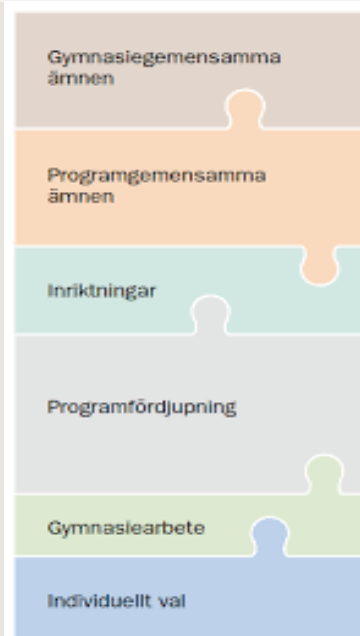 Gymnasiegemensamma
ämnen
Programgemensamma
ämnen
Inriktningar
Programfördjupning
Gymnasiearbete
Individuellt val